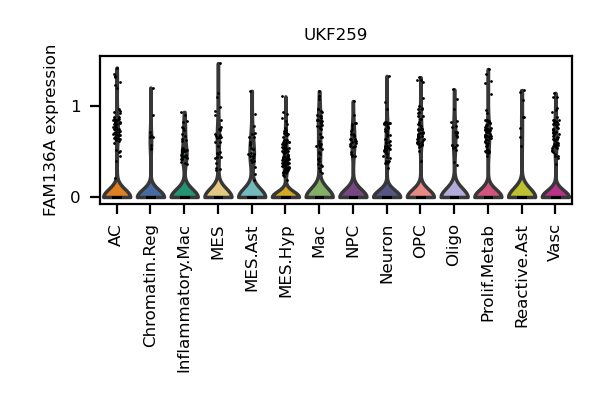 UKF259
FAM136A expression
1
0
AC
Chromatin.Reg
Inflammatory.Mac
MES
MES.Ast
MES.Hyp
Mac
NPC
Neuron
OPC
Oligo
Prolif.Metab
Reactive.Ast
Vasc